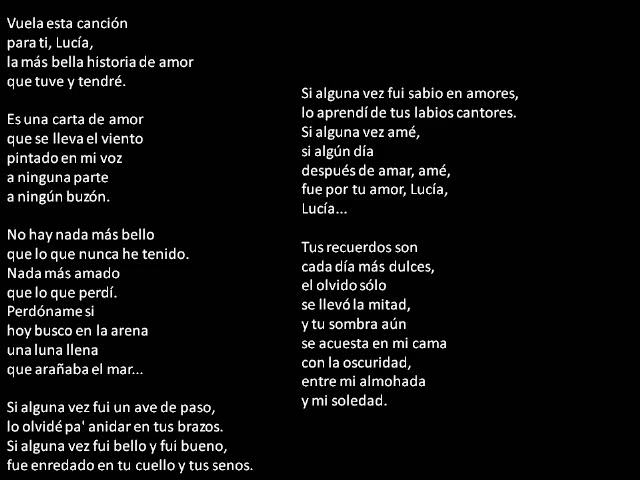 Vuela esta canción
para ti, Lucía,
la más bella historia de amor
que tuve y tendré.
Es una carta de amor
que se lleva el viento
pintado en mi voz
a ninguna parte
a ningún buzón.
No hay nada más bello
que lo que nunca he tenido.
Nada más amado
que lo que perdí.
Perdóname si
hoy busco en la arena
una luna llena
que arañaba el mar...
Si alguna vez fui un ave de paso,
lo olvidé pa' anidar en tus brazos.
Si alguna vez fui bello y fui bueno,
fue enredado en tu cuello y tus senos.
Si alguna vez fui sabio en amores,
lo aprendí de tus labios cantores.
Si alguna vez amé,
si algún día
después de amar, amé,
fue por tu amor, Lucía,
Lucía...
Tus recuerdos son
cada día más dulces,
el olvido sólo
se llevó la mitad,
y tu sombra aún
se acuesta en mi cama
con la oscuridad,
entre mi almohada
y mi soledad.